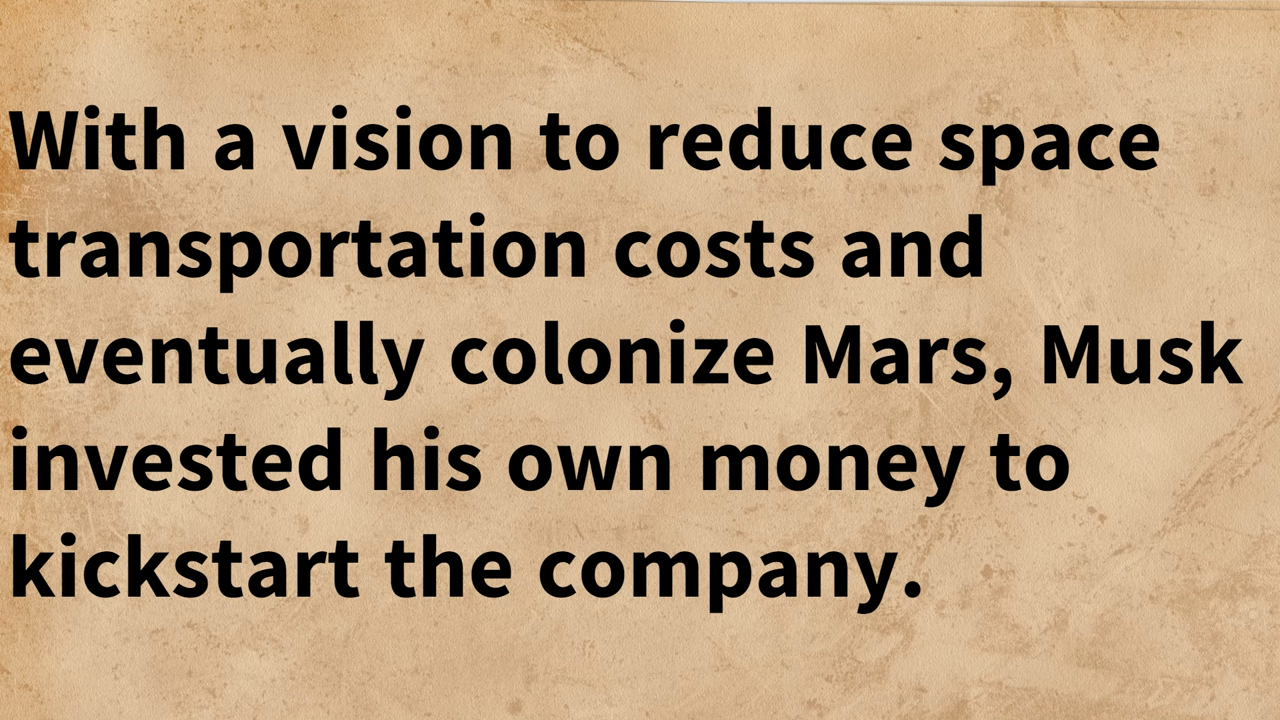 With a vision to reduce space
transportation costs and
eventually colonize Mars, Musk
invested his own money to
kickstart the company.